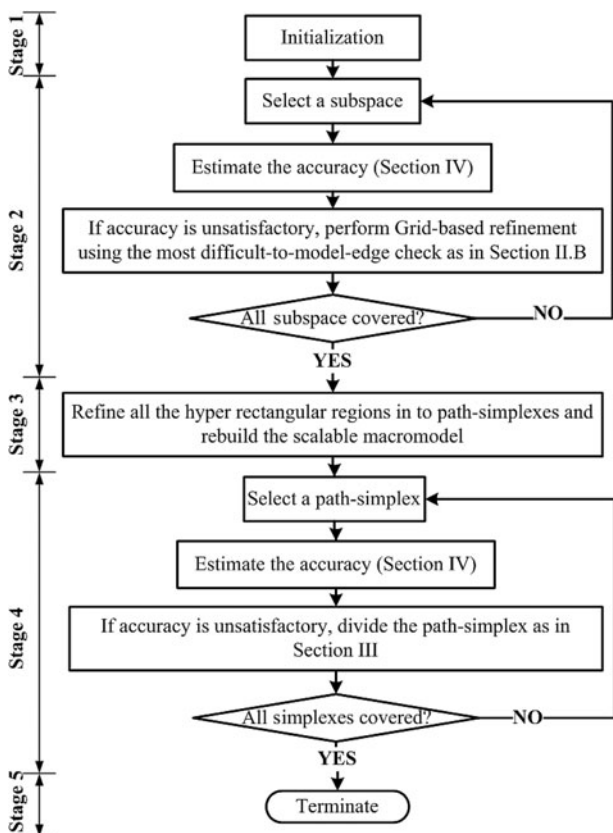 Stage 1
Initialization
Stage 2
Select a subspace
Estimate the accuracy (Section IV)
If accuracy is unsatisfactory, perform Grid-based refinement
using the most difficult-to-model-edge check as in Section II.B
All subspace covered?
NO
YES
Stage 3
Refine all the hyper rectangular regions in to path-simplexes and
rebuild the scalable macromodel
Stage 4
Select a path-simplex
Estimate the accuracy (Section IV)
If accuracy is unsatisfactory, divide the path-simplex as in
Section III
All simplexes covered?
NO
YES
Stage 5
Terminate